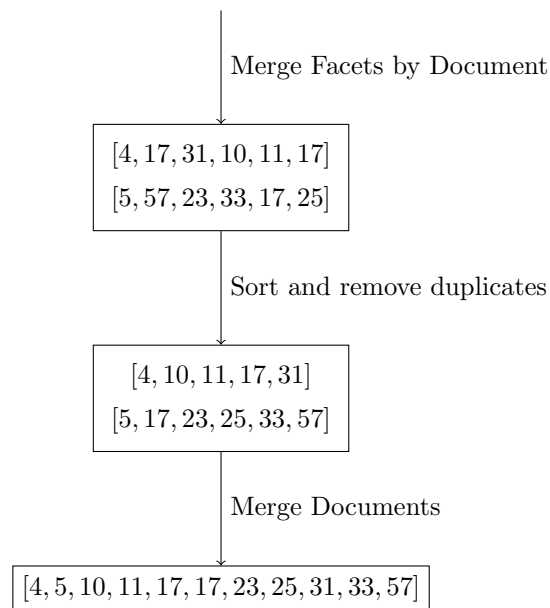 Merge Facets by Document
[4, 17, 31, 10, 11, 17]
[5, 57, 23, 33, 17, 25]
Sort and remove duplicates
[4, 10, 11, 17, 31]
[5, 17, 23, 25, 33, 57]
Merge Documents
[4, 5, 10, 11, 17, 17, 23, 25, 31, 33, 57]